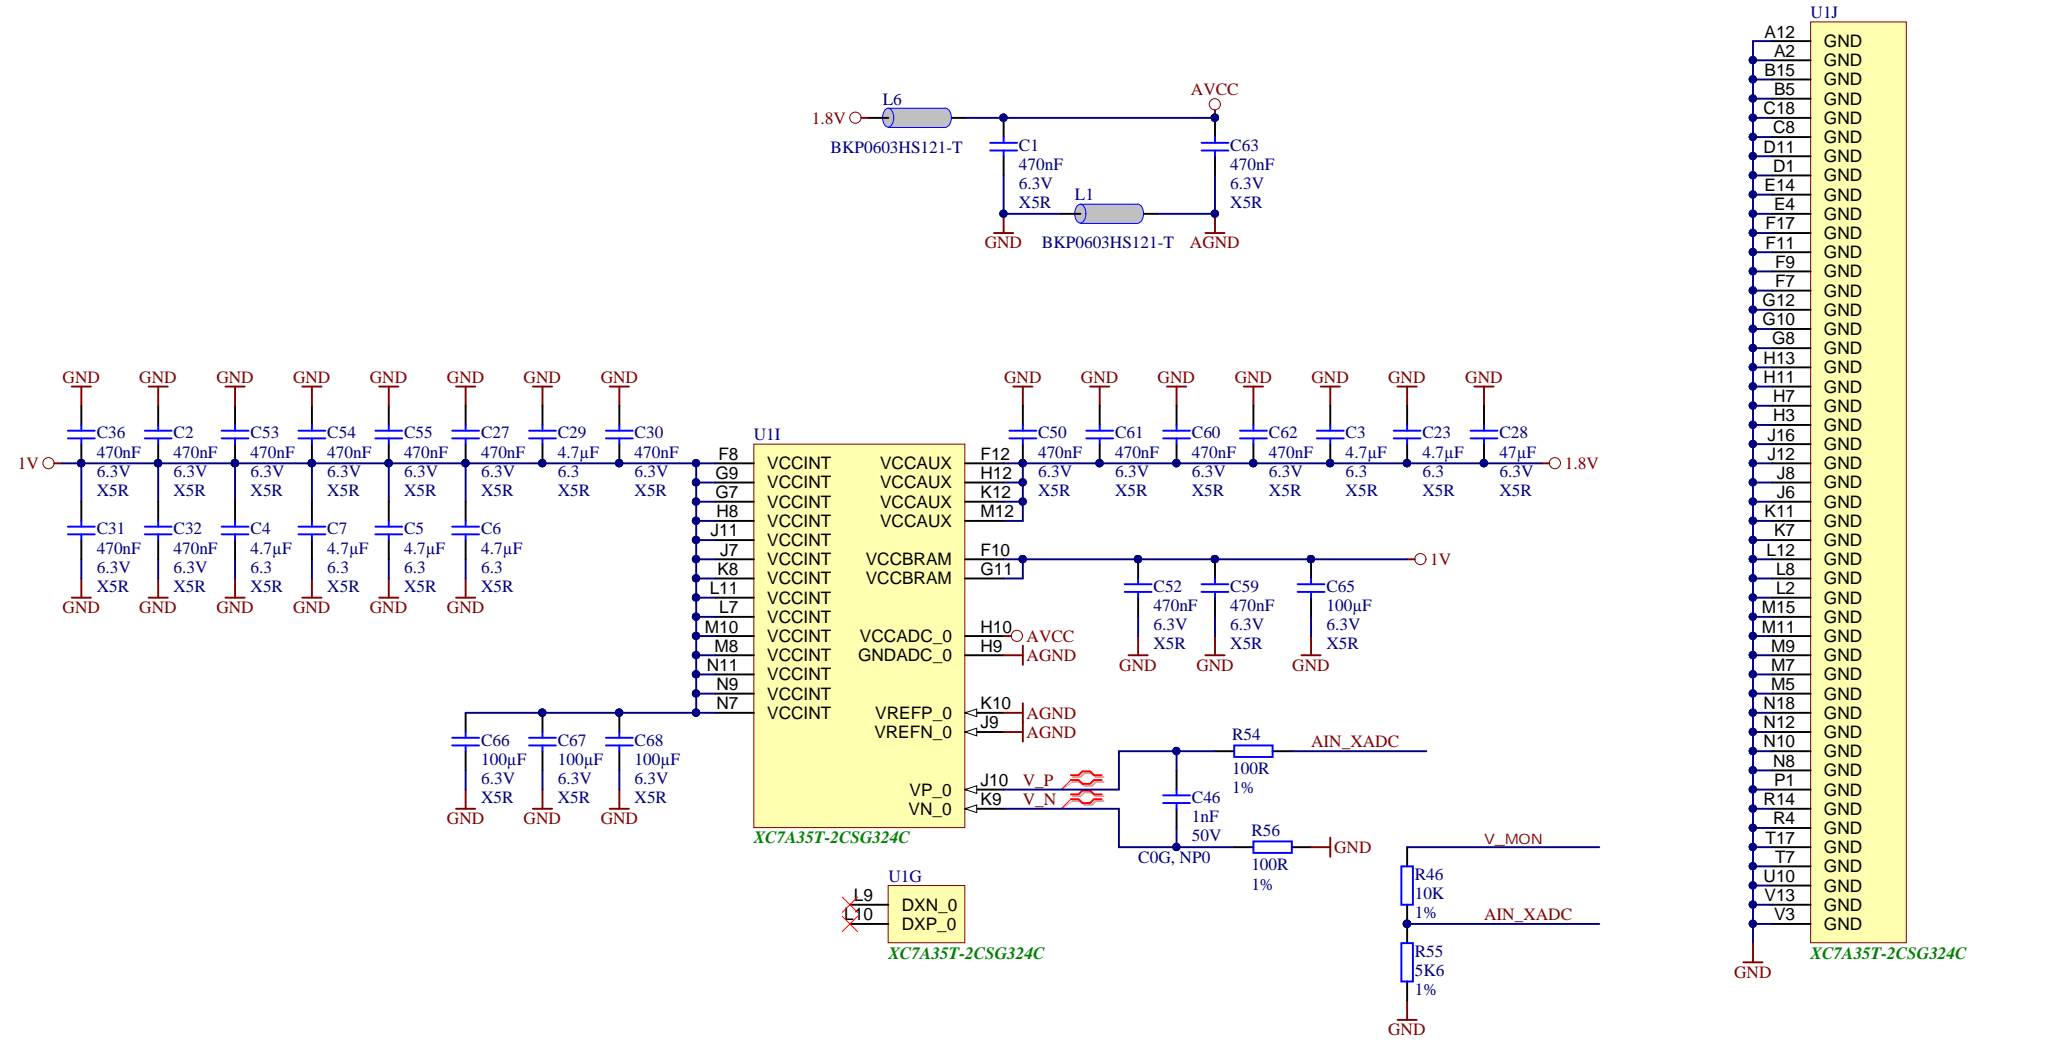 U1J
A12 GND
A2 GND
B15 GND
B5 GND
C18 GND
C8 GND
D11 GND
D1 GND
E14 GND
E4 GND
F17 GND
F11 GND
F9 GND
F7 GND
G12 GND
G10 GND
G8 GND
H13 GND
H11 GND
H7 GND
H3 GND
J16 GND
J12 GND
J8 GND
J6 GND
K11 GND
K7 GND
L12 GND
L8 GND
L2 GND
M15 GND
M11 GND
M9 GND
M7 GND
M5 GND
N18 GND
N12 GND
N10 GND
N8 GND
P1 GND
R14 GND
R4 GND
T17 GND
T7 GND
U10 GND
V13 GND
V3 GND
XC7A35T-2CSG324C
GND
AVCC
L6
1.8V
BKP0603HS121-T
C1
470nF
6.3V
X5R
C63
470nF
6.3V
X5R
L1
BKP0603HS121-T
GND
AGND
GND GND GND GND GND GND GND GND
1V
C36
470nF
6.3V
X5R
C2
470nF
6.3V
X5R
C53
470nF
6.3V
X5R
C54
470nF
6.3V
X5R
C55
470nF
6.3V
X5R
C27
470nF
6.3V
X5R
C29
4.7µF
6.3
X5R
C30
470nF
6.3V
X5R
C31
470nF
6.3V
X5R
C32
470nF
6.3V
X5R
C4
4.7µF
6.3
X5R
C7
4.7µF
6.3
X5R
C5
4.7µF
6.3
X5R
C6
4.7µF
6.3
X5R
GND GND GND GND GND GND
C66
100µF
6.3V
X5R
C67
100µF
6.3V
X5R
C68
100µF
6.3V
X5R
GND GND GND
U1I
F8 VCCINT
G9 VCCINT
G7 VCCINT
H8 VCCINT
J11 VCCINT
J7 VCCINT
K8 VCCINT
L11 VCCINT
L7 VCCINT
M10 VCCINT
M8 VCCINT
N11 VCCINT
N9 VCCINT
N7 VCCINT
VCCAUX F12
VCCAUX H12
VCCAUX K12
VCCAUX M12
VCCBRAM F10
VCCBRAM G11
VCCADC_0 H10 AVCC
GNDADC_0 H9 AGND
VREFP_0 K10 AGND
VREFN_0 J9 AGND
VP_0 J10 V_P
VN_0 K9 V_N
XC7A35T-2CSG324C
GND GND GND GND GND GND GND
C50
470nF
6.3V
X5R
C61
470nF
6.3V
X5R
C60
470nF
6.3V
X5R
C62
470nF
6.3V
X5R
C3
4.7µF
6.3
X5R
C23
4.7µF
6.3
X5R
C28
47µF
6.3V
X5R
1.8V
1V
C52
470nF
6.3V
X5R
C59
470nF
6.3V
X5R
C65
100µF
6.3V
X5R
GND GND GND
R54
100R
1%
AIN_XADC
C46
1nF
50V
C0G, NP0
R56
100R
1%
GND
V_MON
R46
10K
1%
AIN_XADC
R55
5K6
1%
GND
U1G
L9 DXN_0
L10 DXP_0
XC7A35T-2CSG324C